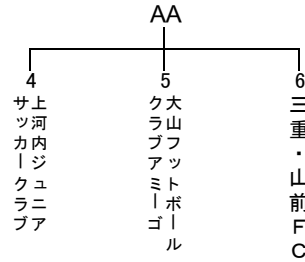 AA
4
上河内ジュニア
サッカークラブ
5
大山フットボール
クラブアミーゴ
6
三重・山前FC